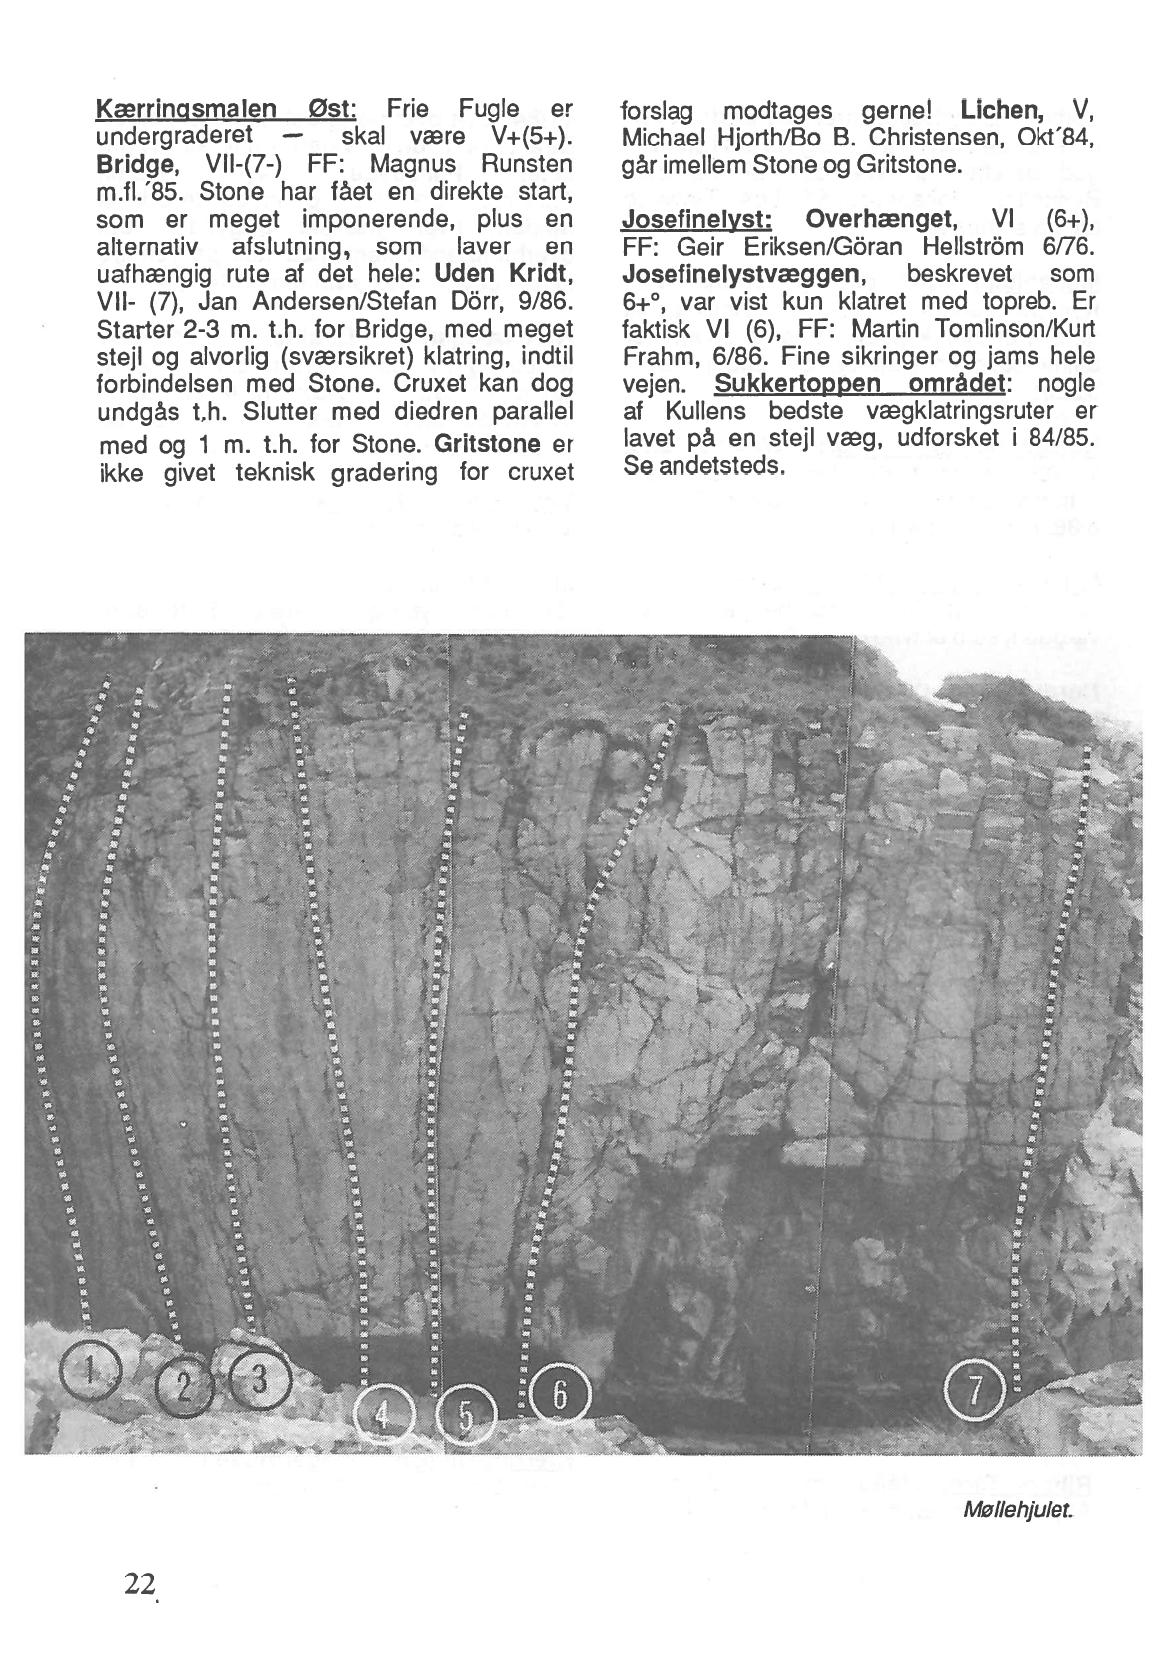 Kærringsmalen Øst: Frie Fugle er
undergraderet — skal være V+(5+).
Bridge, VII-(7-) FF: Magnus Runsten
m.fl.´85. Stone har fået en direkte start,
som er meget imponerende, plus en
alternativ afslutning, som laver en
uafhængig rute af det hele: Uden Kridt,
VII- (7), Jan Andersen/Stefan Dörr, 9/86.
Starter 2-3 m. t.h. for Bridge, med meget
stejl og alvorlig (sværsikret) klatring, indtil
forbindelsen med Stone. Cruxet kan dog
undgås t.h. Slutter med diedren parallel
med og 1 m. t.h. for Stone. Gritstone er
ikke givet teknisk gradering for cruxet
forslag modtages gerne! Lichen, V,
Michael Hjorth/Bo B. Christensen, Okt´84,
går imellem Stone og Gritstone.
Josefinelyst: Overhænget, VI (6+),
FF: Geir Eriksen/Göran Hellström 6/76.
Josefinelystvæggen, beskrevet som
6+°, var vist kun klatret med topreb. Er
faktisk VI (6), FF: Martin Tomlinson/Kurt
Frahm, 6/86. Fine sikringer og jams hele
vejen. Sukkertoppen området: nogle
af Kullens bedste vægklatringsruter er
lavet på en stejl væg, udforsket i 84/85.
Se andetsteds.
1
2
3
4
5
6
7
Møllehjulet.
22